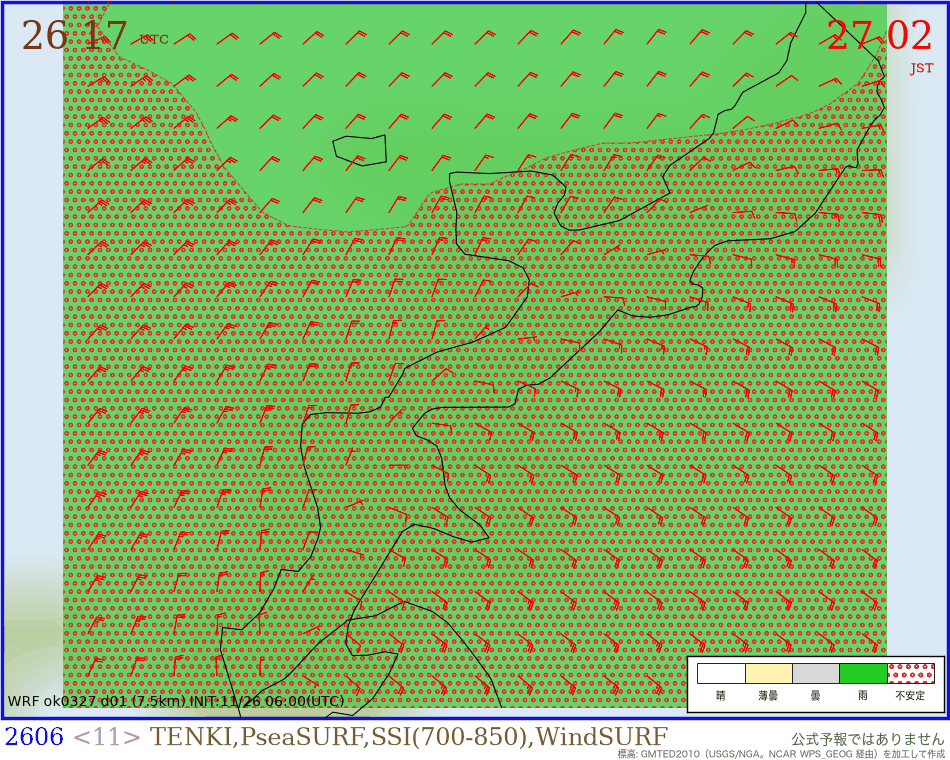 26 17 UTC
27 02
JST
晴 薄曇 曇 雨 不安定
WRF ok0327 d01 (7.5km) INIT:11/26 06:00(UTC)
2606 <11> TENKI,PseaSURF,SSI(700-850),WindSURF
公式予報ではありません
標高: GMTED2010（USGS/NGA。NCAR WPS_GEOG 経由）を加工して作成